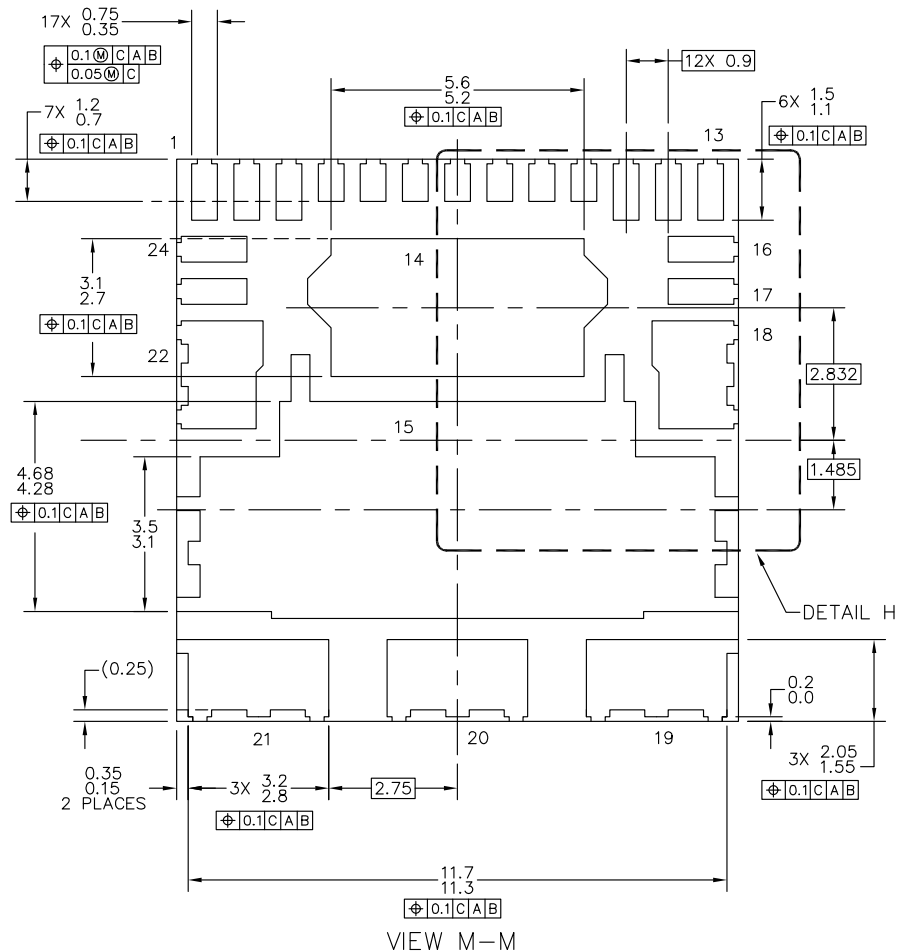 17X 0.75
0.35
⌖ 0.1Ⓜ C A B
0.05Ⓜ C
7X 1.2
0.7
⌖ 0.1 C A B
5.6
5.2
⌖ 0.1 C A B
12X 0.9
6X 1.5
1.1
⌖ 0.1 C A B
1
13
24
14
16
3.1
2.7
⌖ 0.1 C A B
17
18
22
2.832
15
1.485
4.68
4.28
⌖ 0.1 C A B
3.5
3.1
DETAIL H
(0.25)
0.2
0.0
21
20
19
0.35
0.15
2 PLACES
3X 3.2
2.8
⌖ 0.1 C A B
2.75
3X 2.05
1.55
⌖ 0.1 C A B
11.7
11.3
⌖ 0.1 C A B
VIEW M-M